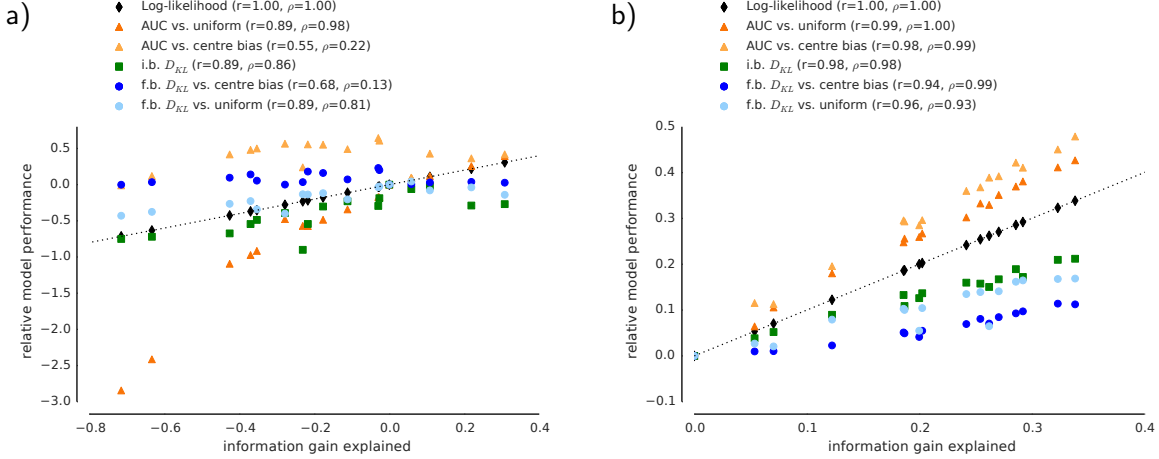 a)
Log-likelihood (r=1.00, ρ=1.00)
AUC vs. uniform (r=0.89, ρ=0.98)
AUC vs. centre bias (r=0.55, ρ=0.22)
i.b. D_KL (r=0.89, ρ=0.86)
f.b. D_KL vs. centre bias (r=0.68, ρ=0.13)
f.b. D_KL vs. uniform (r=0.89, ρ=0.81)
relative model performance
0.5
0.0
−0.5
−1.0
−1.5
−2.0
−2.5
−3.0
−0.8 −0.6 −0.4 −0.2 0.0 0.2 0.4
information gain explained
b)
Log-likelihood (r=1.00, ρ=1.00)
AUC vs. uniform (r=0.99, ρ=1.00)
AUC vs. centre bias (r=0.98, ρ=0.99)
i.b. D_KL (r=0.98, ρ=0.98)
f.b. D_KL vs. centre bias (r=0.94, ρ=0.99)
f.b. D_KL vs. uniform (r=0.96, ρ=0.93)
relative model performance
0.5
0.4
0.3
0.2
0.1
0.0
−0.1
0.0 0.1 0.2 0.3 0.4
information gain explained